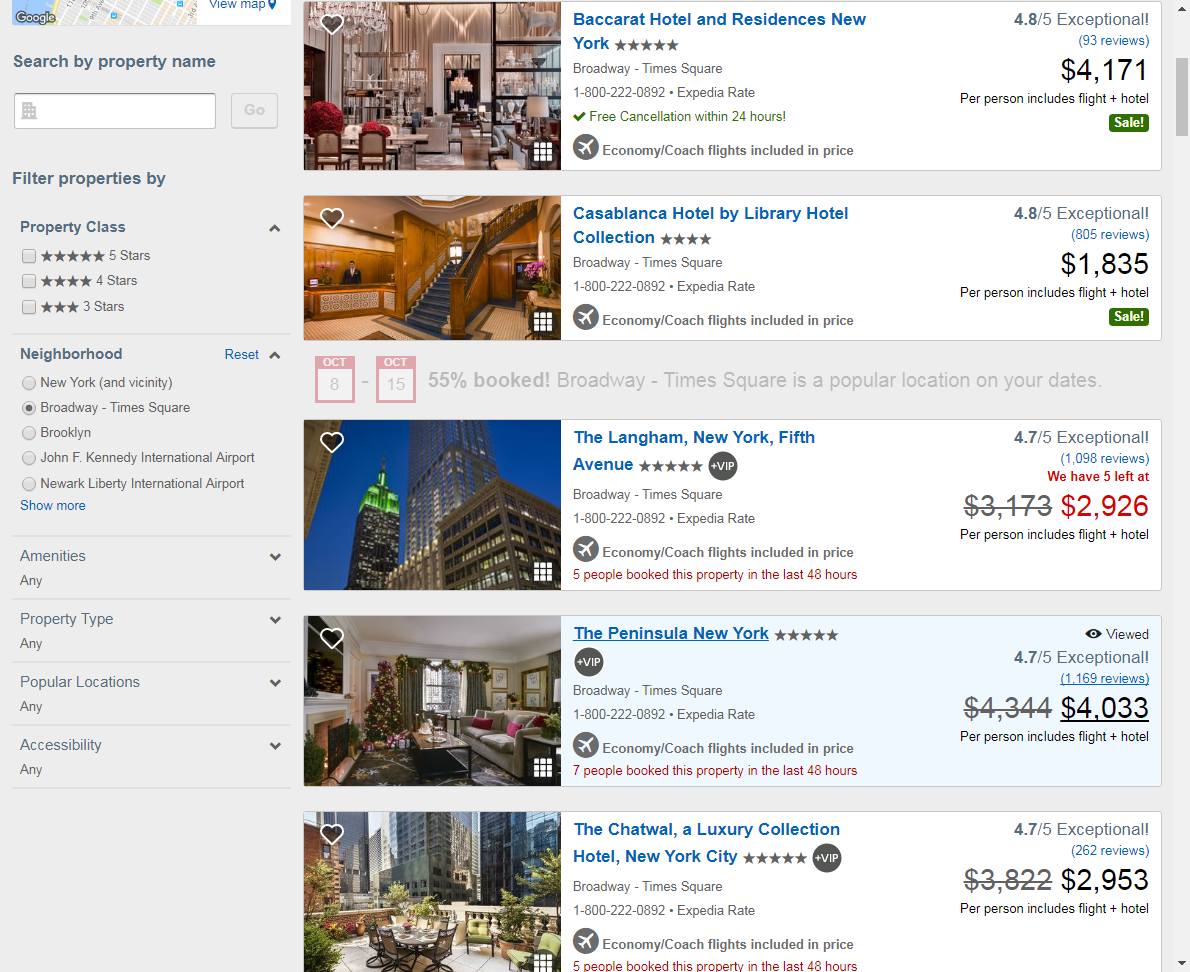 Google
View map
Search by property name
Go
Filter properties by
Property Class
★★★★★ 5 Stars
★★★★ 4 Stars
★★★ 3 Stars
Neighborhood
Reset
New York (and vicinity)
Broadway - Times Square
Brooklyn
John F. Kennedy International Airport
Newark Liberty International Airport
Show more
Amenities
Any
Property Type
Any
Popular Locations
Any
Accessibility
Any
Baccarat Hotel and Residences New
York ★★★★★
Broadway - Times Square
1-800-222-0892 • Expedia Rate
Free Cancellation within 24 hours!
Economy/Coach flights included in price
4.8/5 Exceptional!
(93 reviews)
$4,171
Per person includes flight + hotel
Sale!
Casablanca Hotel by Library Hotel
Collection ★★★★
Broadway - Times Square
1-800-222-0892 • Expedia Rate
Economy/Coach flights included in price
4.8/5 Exceptional!
(805 reviews)
$1,835
Per person includes flight + hotel
Sale!
OCT OCT
8 - 15 55% booked! Broadway - Times Square is a popular location on your dates.
The Langham, New York, Fifth
Avenue ★★★★★ +VIP
Broadway - Times Square
1-800-222-0892 • Expedia Rate
Economy/Coach flights included in price
5 people booked this property in the last 48 hours
4.7/5 Exceptional!
(1,098 reviews)
We have 5 left at
$3,173 $2,926
Per person includes flight + hotel
The Peninsula New York ★★★★★
+VIP
Broadway - Times Square
1-800-222-0892 • Expedia Rate
Economy/Coach flights included in price
7 people booked this property in the last 48 hours
Viewed
4.7/5 Exceptional!
(1,169 reviews)
$4,344 $4,033
Per person includes flight + hotel
The Chatwal, a Luxury Collection
Hotel, New York City ★★★★★ +VIP
Broadway - Times Square
1-800-222-0892 • Expedia Rate
Economy/Coach flights included in price
5 people booked this property in the last 48 hours
4.7/5 Exceptional!
(262 reviews)
$3,822 $2,953
Per person includes flight + hotel